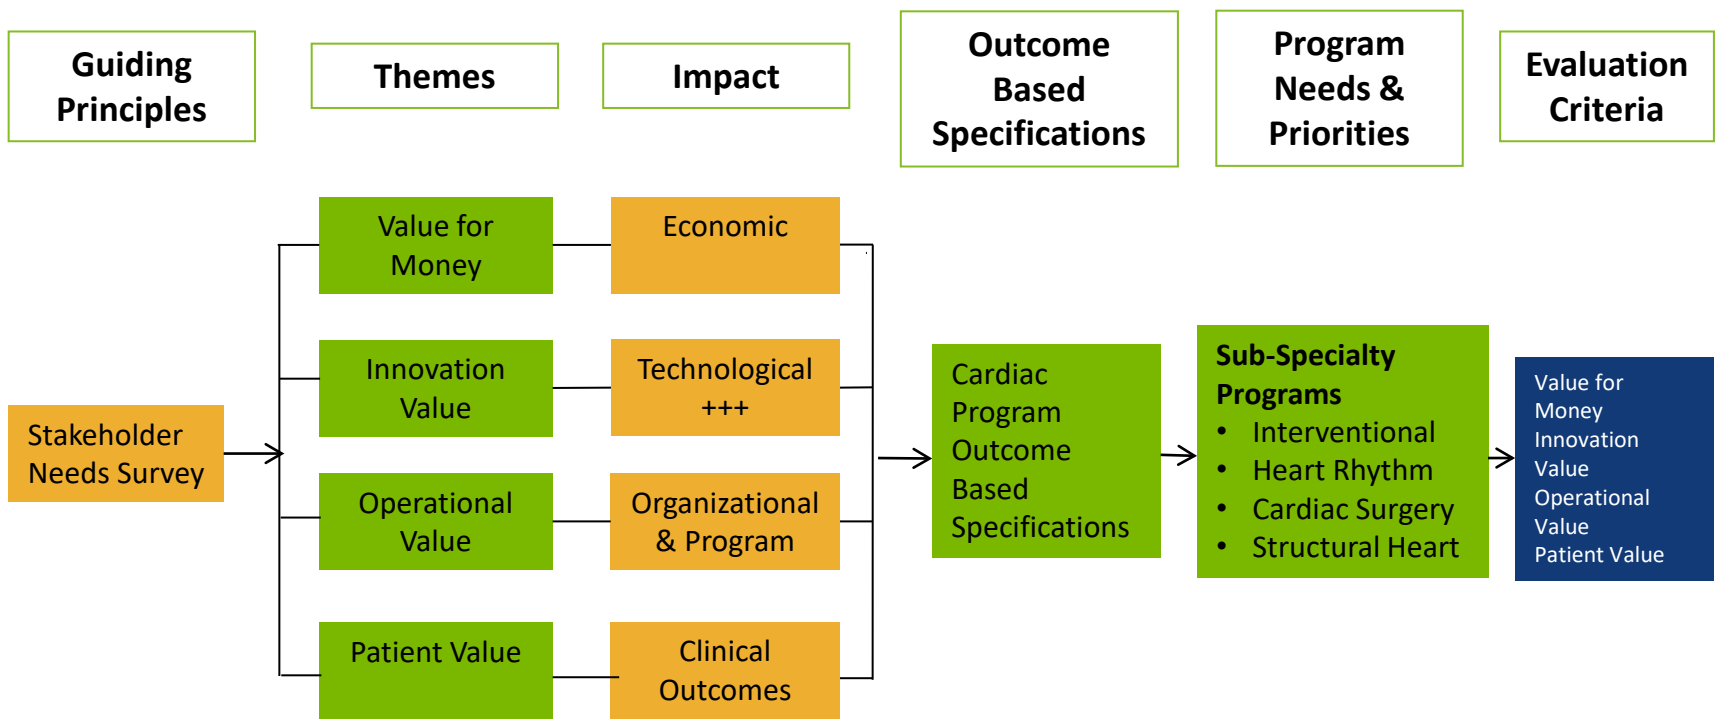 Guiding
Principles
Themes
Impact
Outcome
Based
Specifications
Program
Needs &
Priorities
Evaluation
Criteria
Stakeholder
Needs Survey
Value for
Money
Economic
Innovation
Value
Technological
+++
Operational
Value
Organizational
& Program
Patient Value
Clinical
Outcomes
Cardiac
Program
Outcome
Based
Specifications
Sub-Specialty
Programs
• Interventional
• Heart Rhythm
• Cardiac Surgery
• Structural Heart
Value for
Money
Innovation
Value
Operational
Value
Patient Value